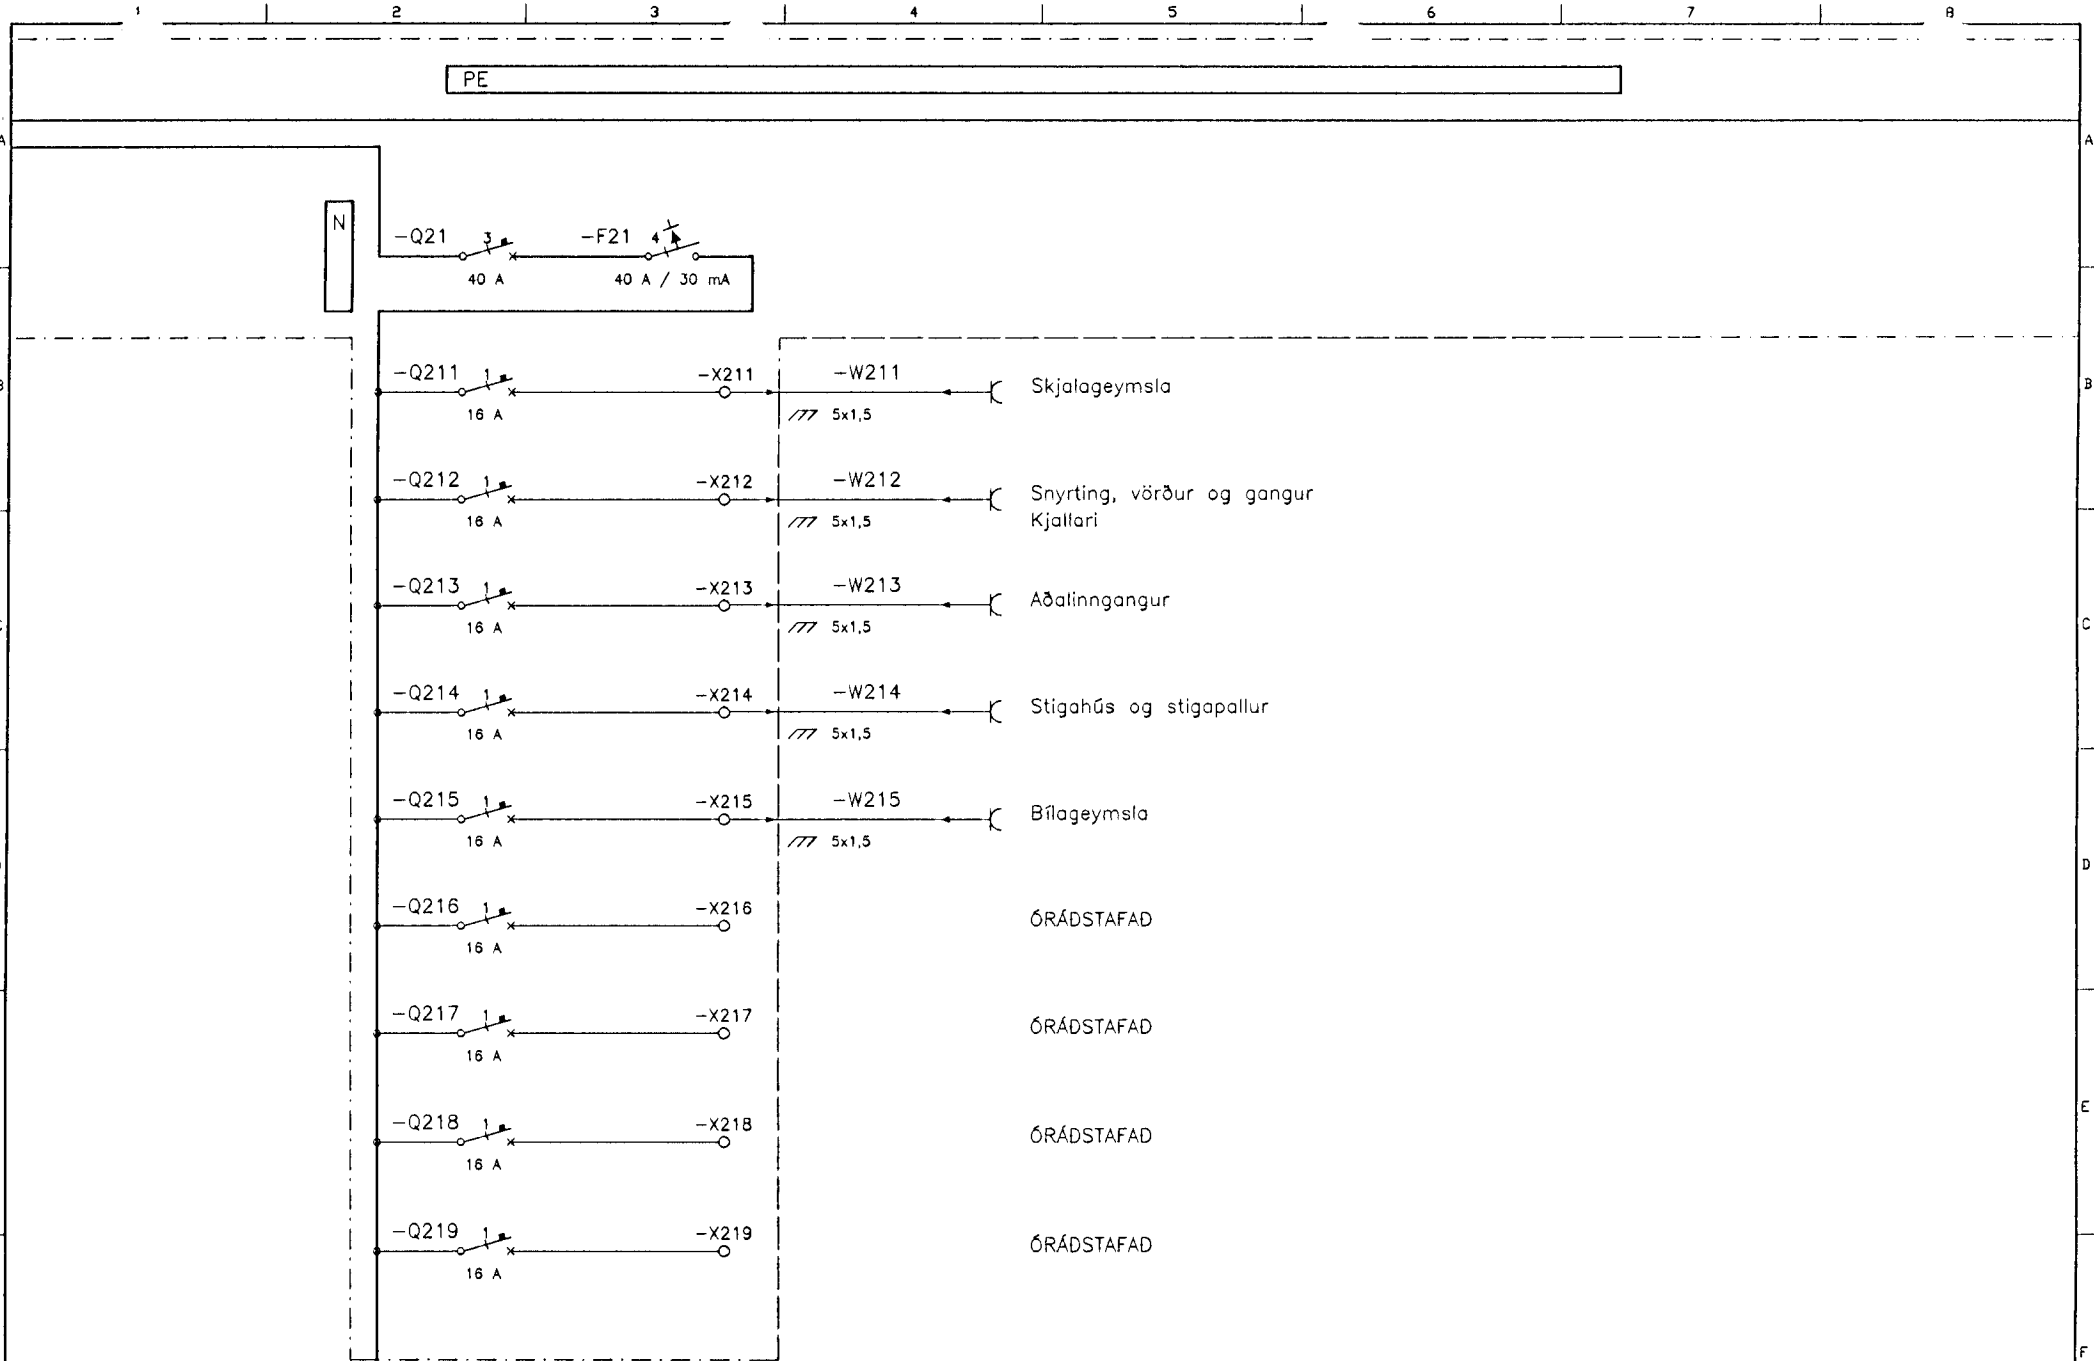 1 2 3 4 5 6 7 8
PE
A A
N
-Q21 3 -F21 4
40 A 40 A / 30 mA
B
-Q211 1 -X211 -W211 Skjalageymsla
16 A 5x1,5
-Q212 1 -X212 -W212 Snyrting, vörður og gangur
16 A 5x1,5 Kjallari
-Q213 1 -X213 -W213 Aðalinngangur
16 A 5x1,5
C
-Q214 1 -X214 -W214 Stigahús og stigapallur
16 A 5x1,5
-Q215 1 -X215 -W215 Bílageymsla
16 A 5x1,5
D
-Q216 1 -X216 ÓRÁDSTAFAD
16 A
-Q217 1 -X217 ÓRÁDSTAFAD
16 A
E
-Q218 1 -X218 ÓRÁDSTAFAD
16 A
-Q219 1 -X219 ÓRÁDSTAFAD
16 A
F